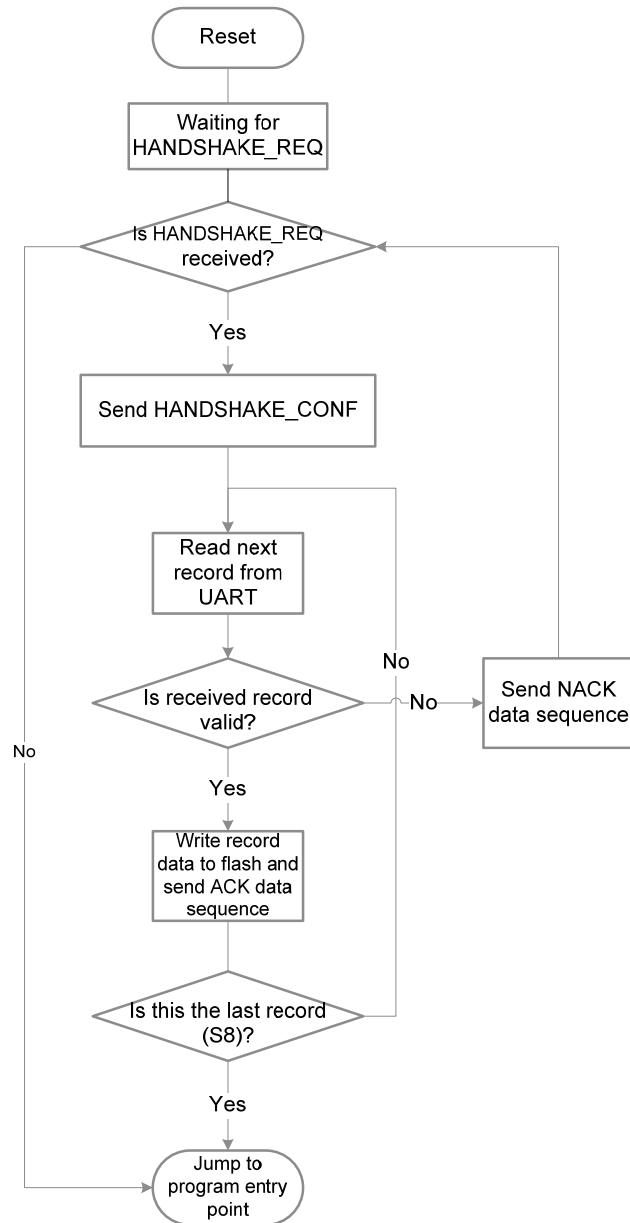 Reset
Waiting for
HANDSHAKE_REQ
Is HANDSHAKE_REQ
received?
Yes
Send HANDSHAKE_CONF
Read next
record from
UART
No
Is received record
valid?
No
Send NACK
data sequence
No
Yes
Write record
data to flash and
send ACK data
sequence
Is this the last record
(S8)?
Yes
Jump to
program entry
point